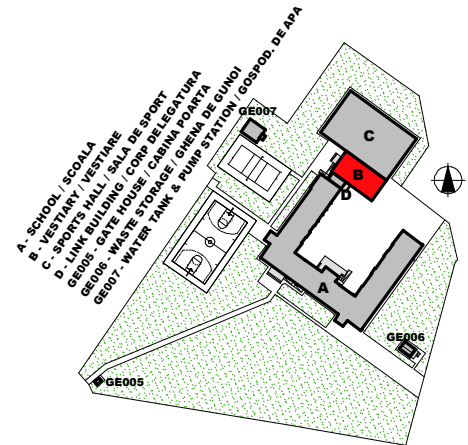 A - SCHOOL / SCOALA
B - VESTIARY / VESTIARE
C - SPORTS HALL / SALA DE SPORT
D - LINK BUILDING / CORP DE LEGATURA
GE005 - GATE HOUSE / CABINA POARTA
GE006 - WASTE STORAGE / GHENA DE GUNOI
GE007 - WATER TANK & PUMP STATION / GOSPOD. DE APA
GE007
C
B
D
A
GE006
GE005